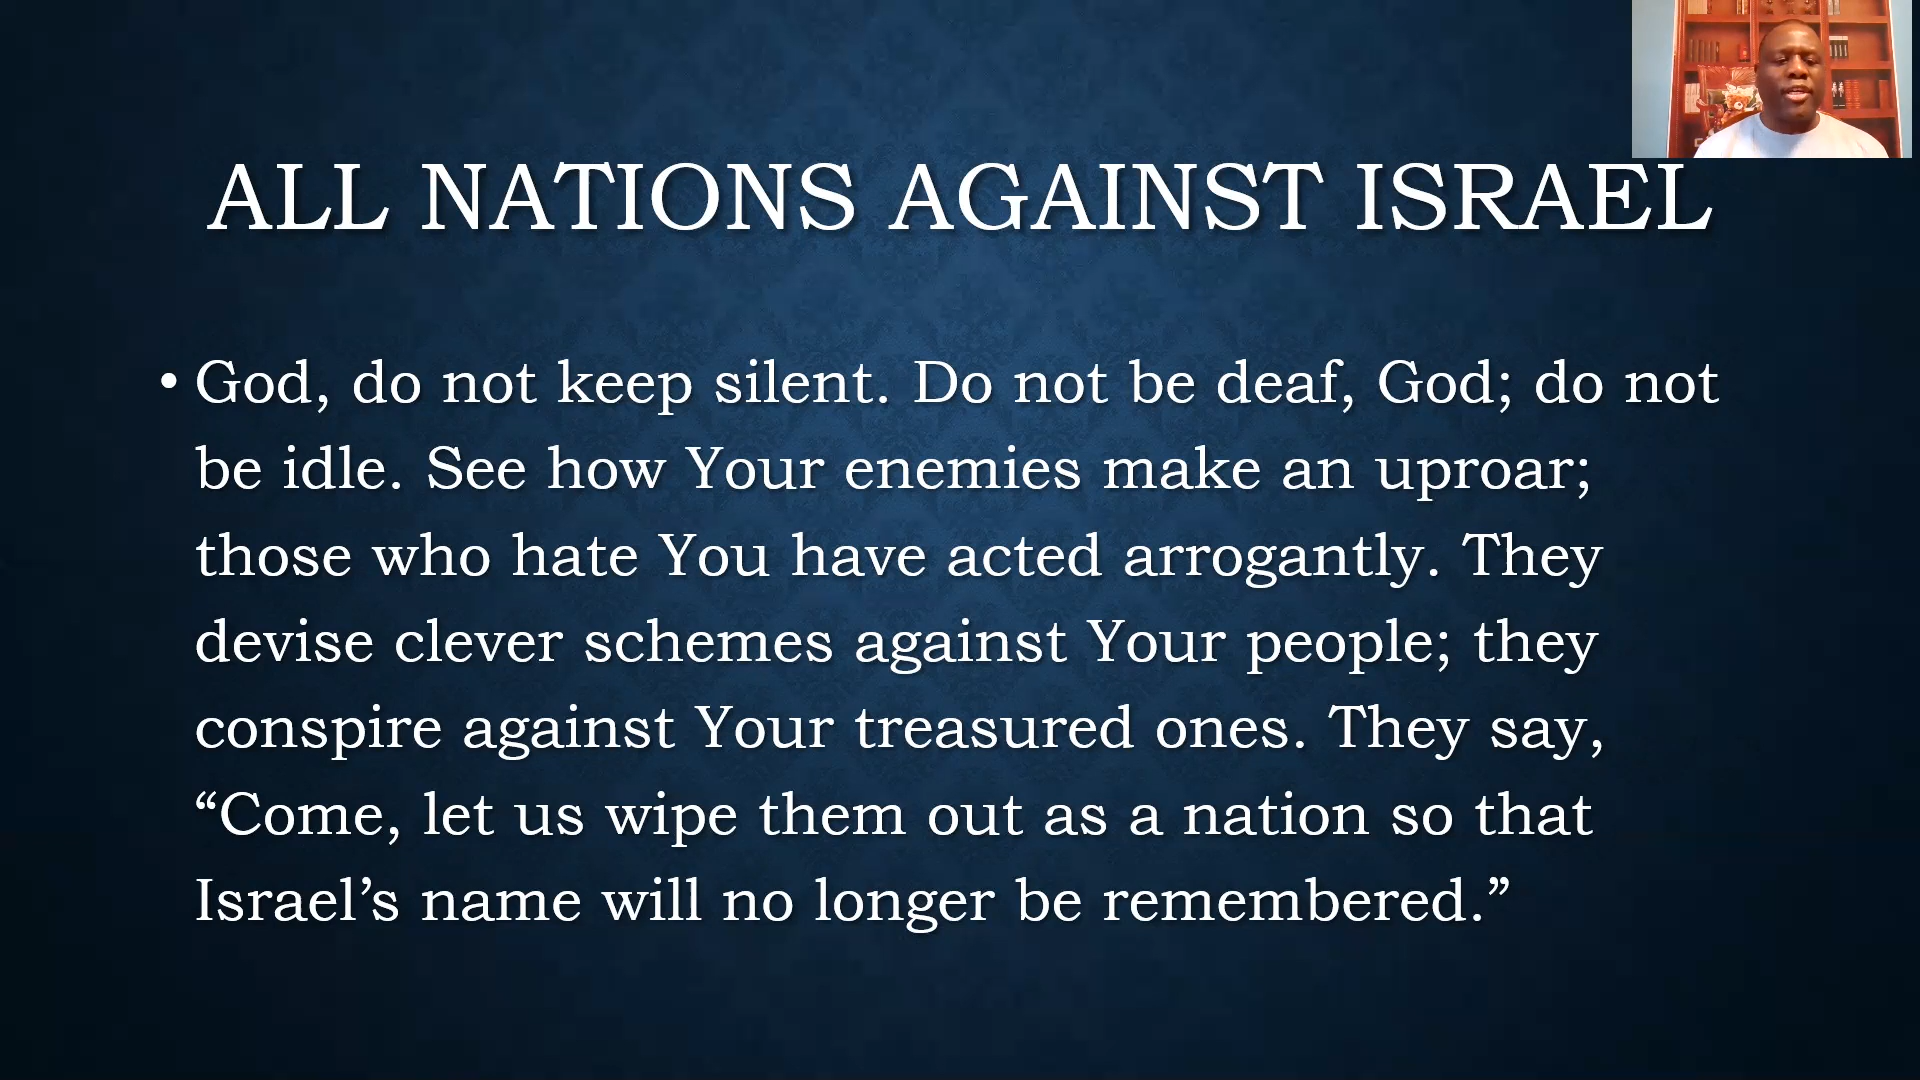 ALL NATIONS AGAINST ISRAEL
• God, do not keep silent. Do not be deaf, God; do not
be idle. See how Your enemies make an uproar;
those who hate You have acted arrogantly. They
devise clever schemes against Your people; they
conspire against Your treasured ones. They say,
“Come, let us wipe them out as a nation so that
Israel’s name will no longer be remembered.”